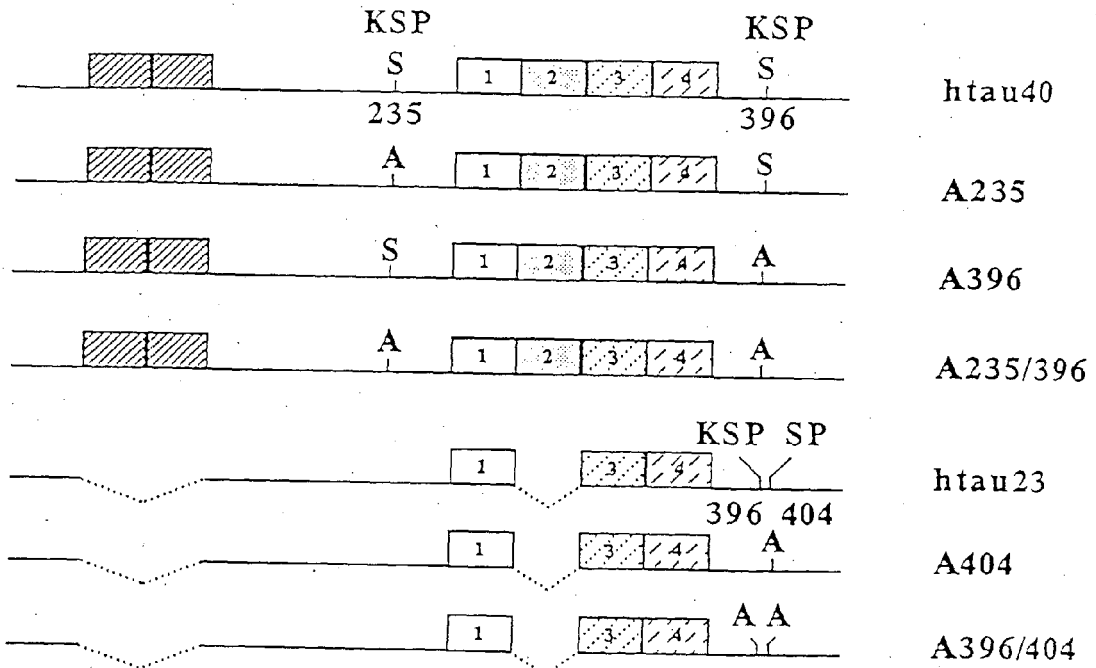 KSP KSP
S 1 2 3 4 S htau40
235 396
A 1 2 3 4 S A235
S 1 2 3 4 A A396
A 1 2 3 4 A A235/396
KSP SP
1 3 4 htau23
396 404
1 3 4 A A404
1 3 4 A A A396/404